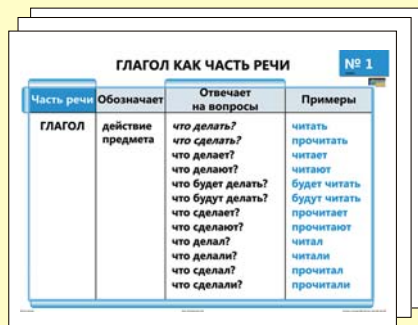 ГЛАГОЛ КАК ЧАСТЬ РЕЧИ
№ 1
Часть речи Обозначает Отвечает на вопросы Примеры
ГЛАГОЛ действие предмета
что делать? читать
что сделать? прочитать
что делает? читает
что делают? читают
что будет делать? будет читать
что будут делать? будут читать
что сделает? прочитает
что сделают? прочитают
что делал? читал
что делали? читали
что сделал? прочитал
что сделали? прочитали